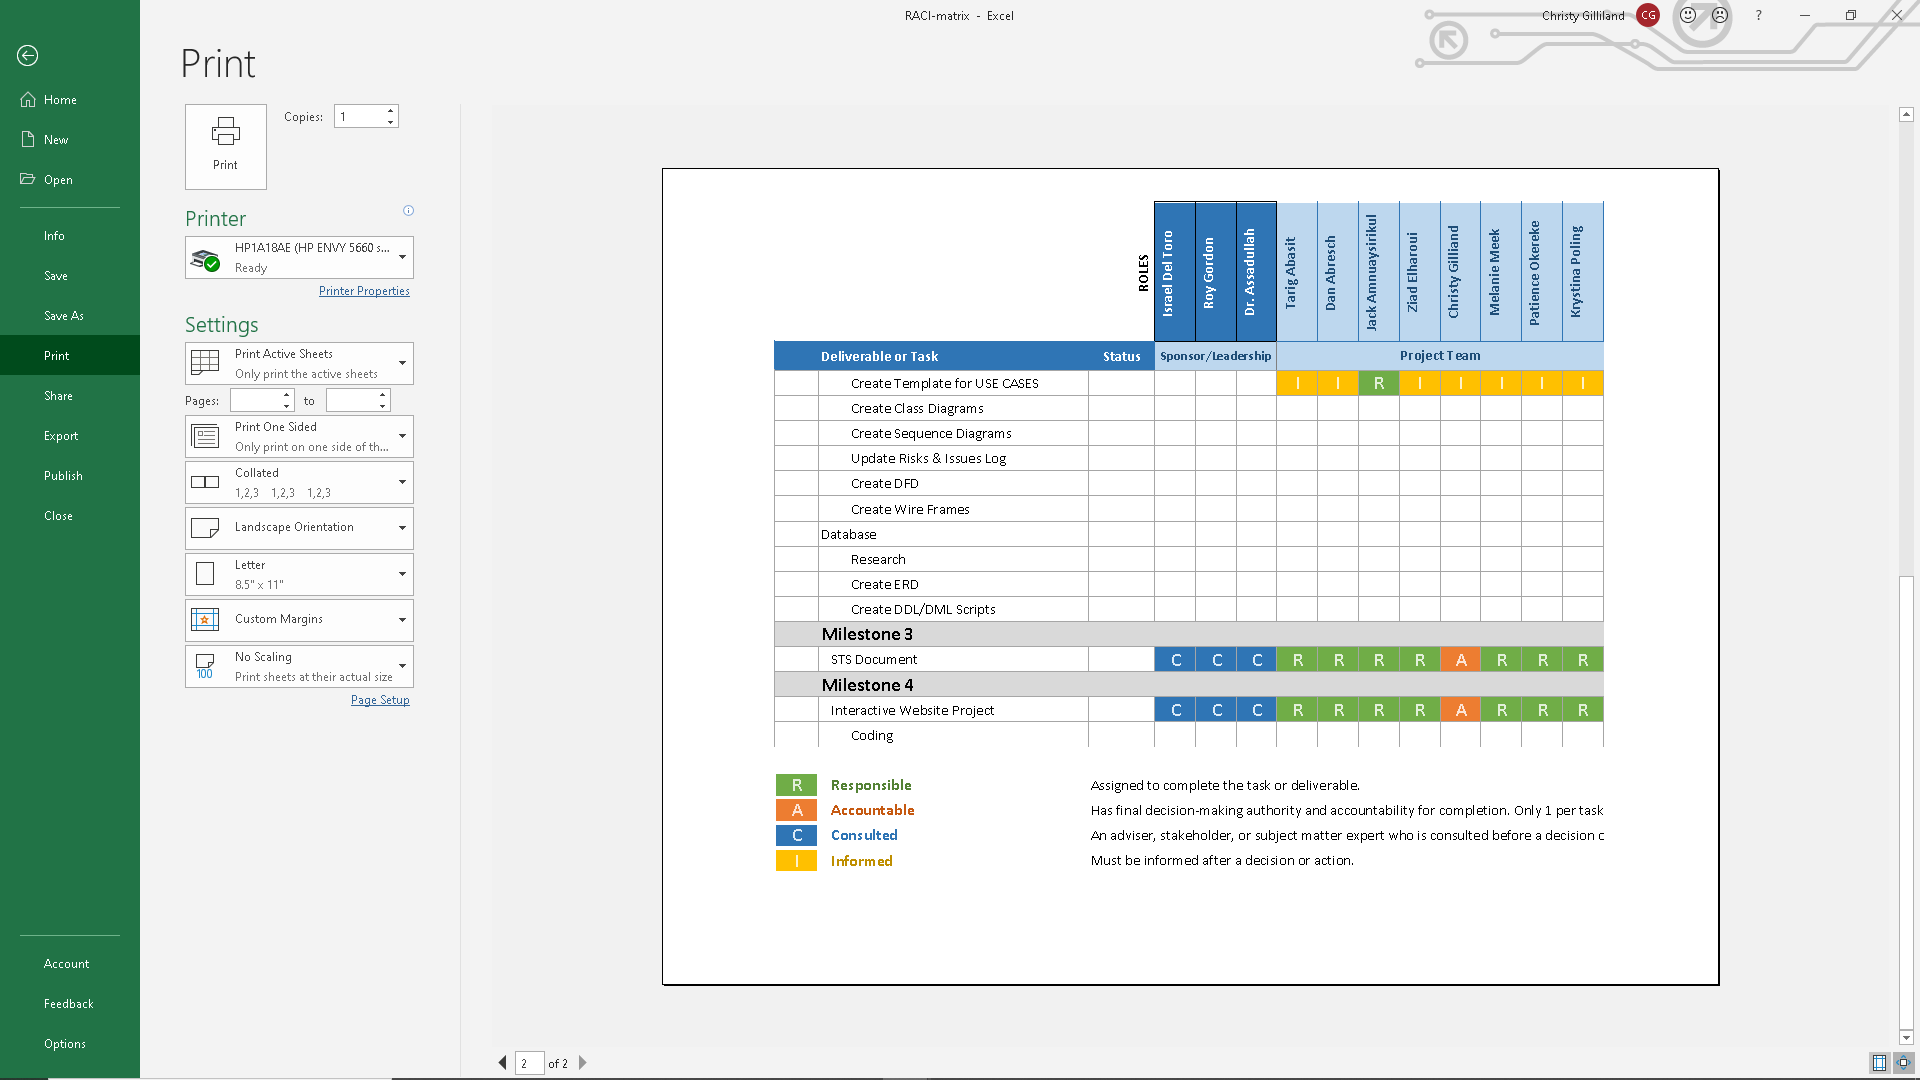 RACI-matrix - Excel
Christy Gilliland CG ?
Print
Home
New
Open
Info
Save
Save As
Print
Share
Export
Publish
Close
Account
Feedback
Options
Print
Copies: 1
Printer
HP1A18AE (HP ENVY 5660 s...
Ready
Printer Properties
Settings
Print Active Sheets
Only print the active sheets
Pages: to
Print One Sided
Only print on one side of th...
Collated
1,2,3 1,2,3 1,2,3
Landscape Orientation
Letter
8.5" x 11"
Custom Margins
No Scaling
100 Print sheets at their actual size
Page Setup
ROLES
Israel Del Toro
Roy Gordon
Dr. Assadullah
Tarig Abasit
Dan Abresch
Jack Amnuaysirikul
Ziad Elharoui
Christy Gilliland
Melanie Meek
Patience Okereke
Krystina Poling
Deliverable or Task Status Sponsor/Leadership Project Team
Create Template for USE CASES I I R I I I I I
Create Class Diagrams
Create Sequence Diagrams
Update Risks & Issues Log
Create DFD
Create Wire Frames
Database
Research
Create ERD
Create DDL/DML Scripts
Milestone 3
STS Document C C C R R R R A R R R
Milestone 4
Interactive Website Project C C C R R R R A R R R
Coding
R Responsible Assigned to complete the task or deliverable.
A Accountable Has final decision-making authority and accountability for completion. Only 1 per task
C Consulted An adviser, stakeholder, or subject matter expert who is consulted before a decision c
I Informed Must be informed after a decision or action.
2 of 2